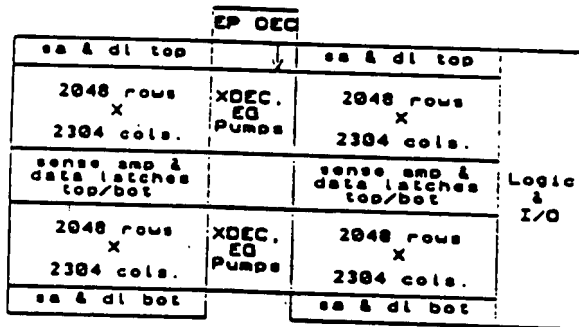 EP DEC
sa & dl top
sa & dl top
2048 rows
X
2304 cols.
XDEC,
EG
Pumps
2048 rows
X
2304 cols.
sense amp &
data latches
top/bot
sense amp &
data latches
top/bot
Logic
&
I/O
2048 rows
X
2304 cols.
XDEC,
EG
Pumps
2048 rows
X
2304 cols.
sa & dl bot
sa & dl bot